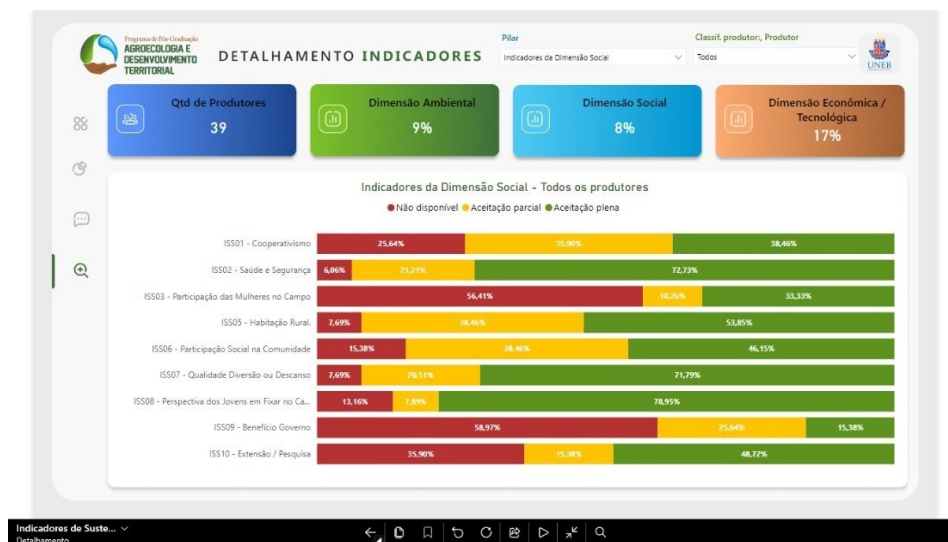 Programa de Pós-Graduação
AGROECOLOGIA E
DESENVOLVIMENTO
TERRITORIAL
DETALHAMENTO INDICADORES
Pilar
Indicadores da Dimensão Social
Classif. produtor:, Produtor
Todos
UNEB
Qtd de Produtores
39
Dimensão Ambiental
9%
Dimensão Social
8%
Dimensão Econômica /
Tecnológica
17%
Indicadores da Dimensão Social - Todos os produtores
Não disponível Aceitação parcial Aceitação plena
ISS01 - Cooperativismo 25,64% 35,90% 38,46%
ISS02 - Saúde e Segurança 6,06% 21,21% 72,73%
ISS03 - Participação das Mulheres no Campo 56,41% 10,26% 33,33%
ISS05 - Habitação Rural. 7,69% 38,46% 53,85%
ISS06 - Participação Social na Comunidade 15,38% 38,46% 46,15%
ISS07 - Qualidade Diversão ou Descanso 7,69% 20,51% 71,79%
ISS08 - Perspectiva dos Jovens em Fixar no Ca... 13,16% 7,89% 78,95%
ISS09 - Benefício Governo 58,97% 25,64% 15,38%
ISS10 - Extensão / Pesquisa 35,90% 15,38% 48,72%
Indicadores de Suste...
Detalhamento